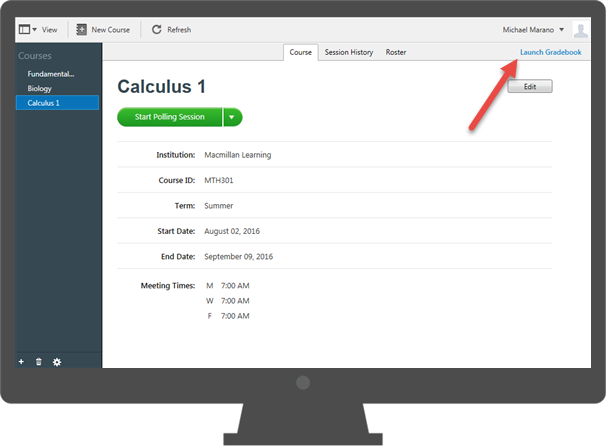 View New Course Refresh Michael Marano
Courses
Fundamental...
Biology
Calculus 1
Course Session History Roster Launch Gradebook
Calculus 1
Edit
Start Polling Session
Institution: Macmillan Learning
Course ID: MTH301
Term: Summer
Start Date: August 02, 2016
End Date: September 09, 2016
Meeting Times: M 7:00 AM
W 7:00 AM
F 7:00 AM